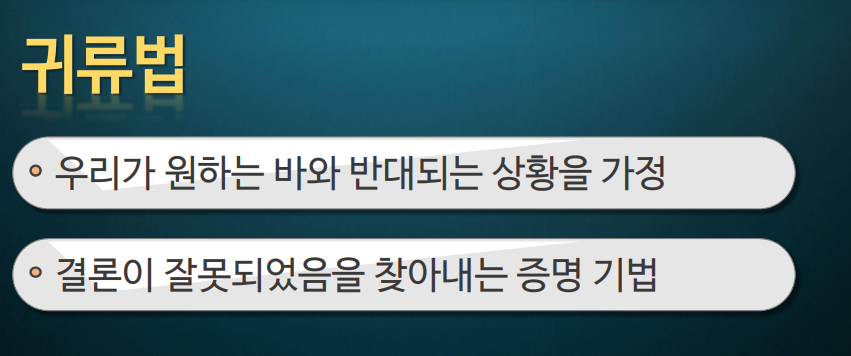 귀류법
우리가 원하는 바와 반대되는 상황을 가정
결론이 잘못되었음을 찾아내는 증명 기법